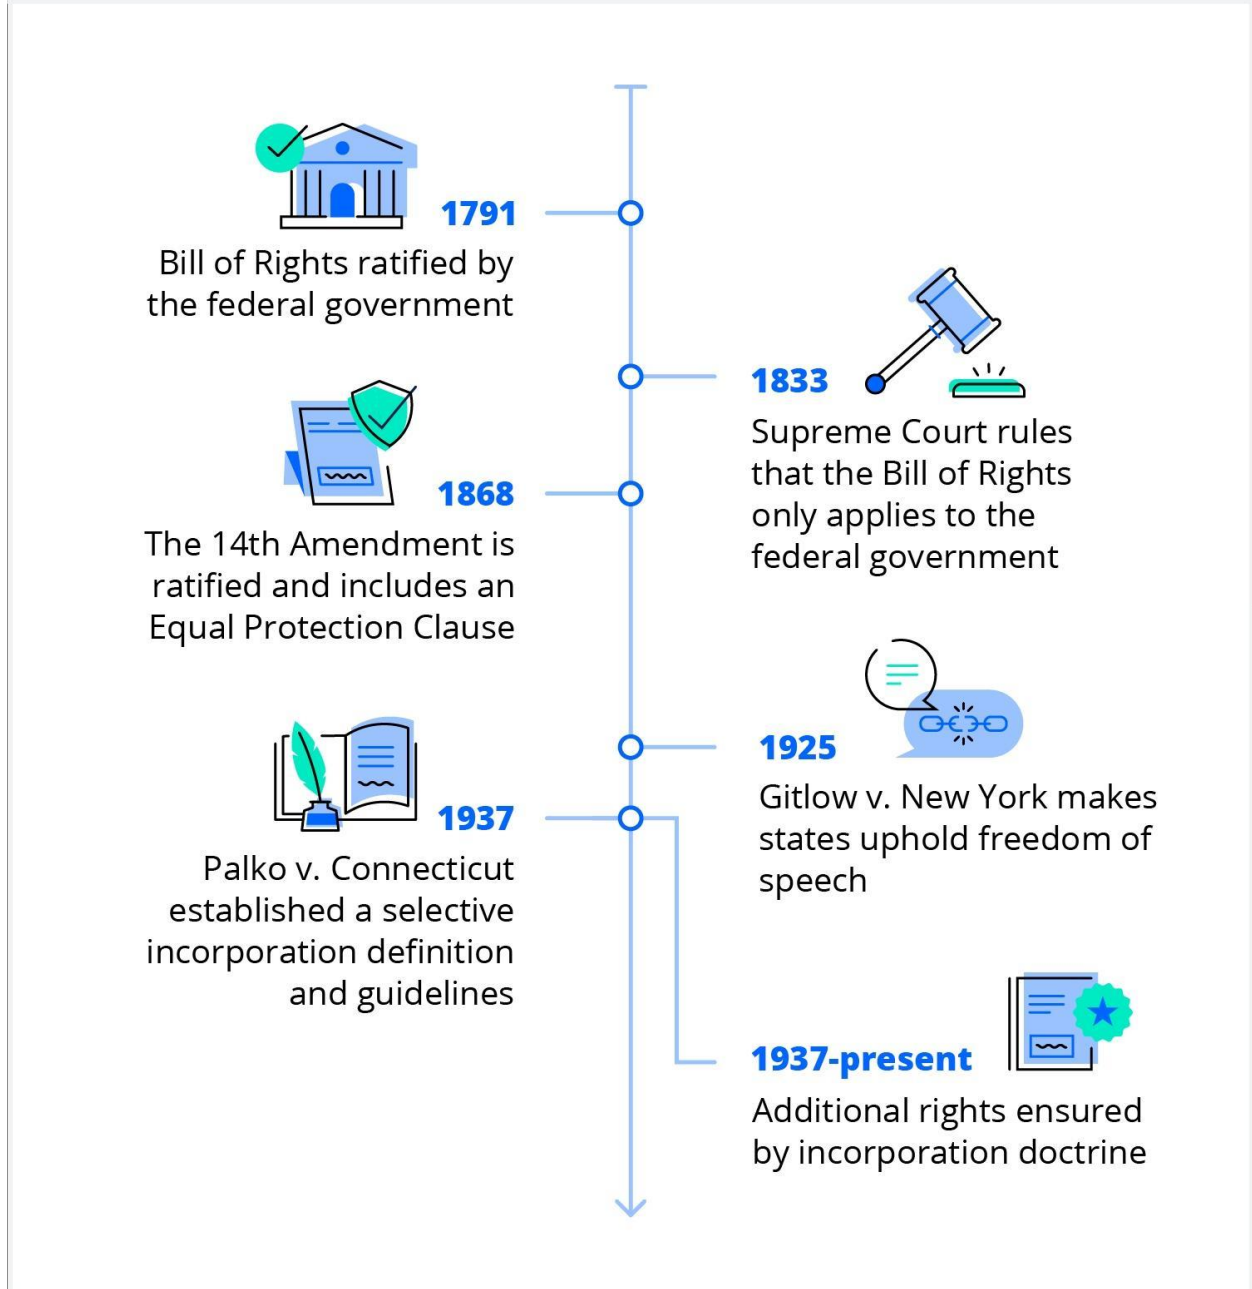 1791
Bill of Rights ratified by
the federal government
1833
Supreme Court rules
that the Bill of Rights
only applies to the
federal government
1868
The 14th Amendment is
ratified and includes an
Equal Protection Clause
1925
Gitlow v. New York makes
states uphold freedom of
speech
1937
Palko v. Connecticut
established a selective
incorporation definition
and guidelines
1937-present
Additional rights ensured
by incorporation doctrine